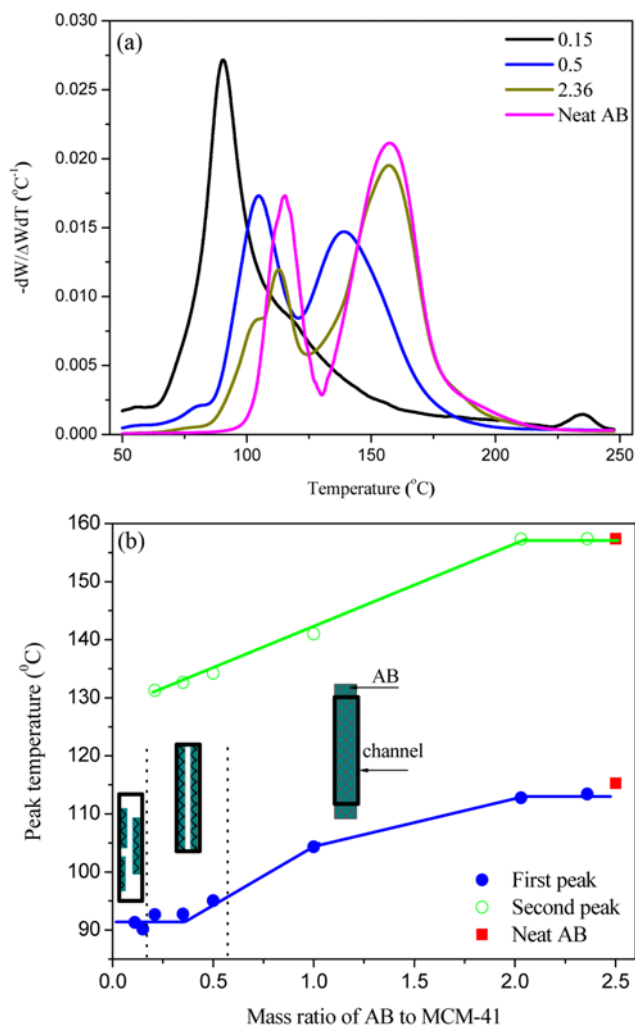 (a)
0.15
0.5
2.36
Neat AB
-dW/ΔWdT (°C⁻¹)
0.030
0.025
0.020
0.015
0.010
0.005
0.000
50 100 150 200 250
Temperature (°C)
(b)
Peak temperature (⁰C)
160
150
140
130
120
110
100
90
AB
channel
First peak
Second peak
Neat AB
0.0 0.5 1.0 1.5 2.0 2.5
Mass ratio of AB to MCM-41